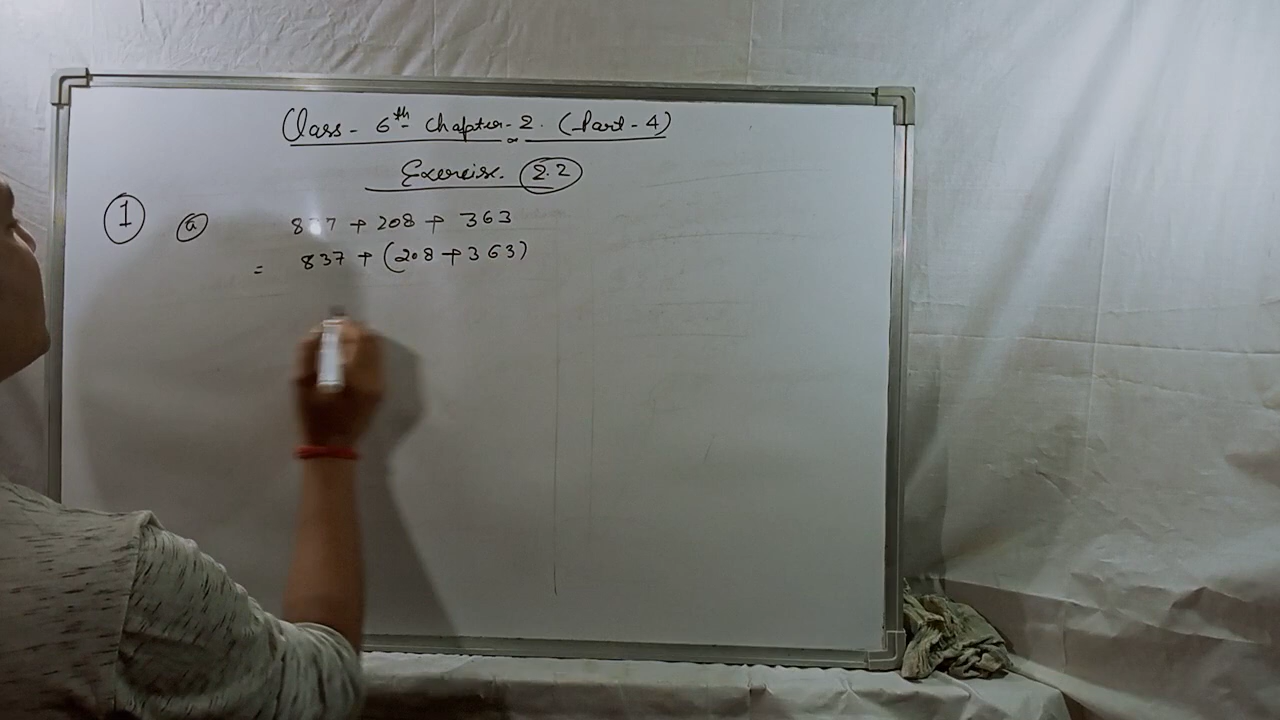 Class - 6th Chapter - 2. (Part - 4)
Exercise. 2.2
1 a 837 + 208 + 363
= 837 + (208 + 363)